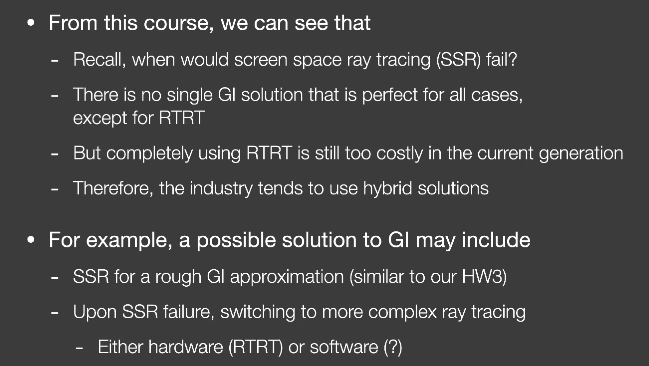 • From this course, we can see that
- Recall, when would screen space ray tracing (SSR) fail?
- There is no single GI solution that is perfect for all cases,
except for RTRT
- But completely using RTRT is still too costly in the current generation
- Therefore, the industry tends to use hybrid solutions
• For example, a possible solution to GI may include
- SSR for a rough GI approximation (similar to our HW3)
- Upon SSR failure, switching to more complex ray tracing
- Either hardware (RTRT) or software (?)